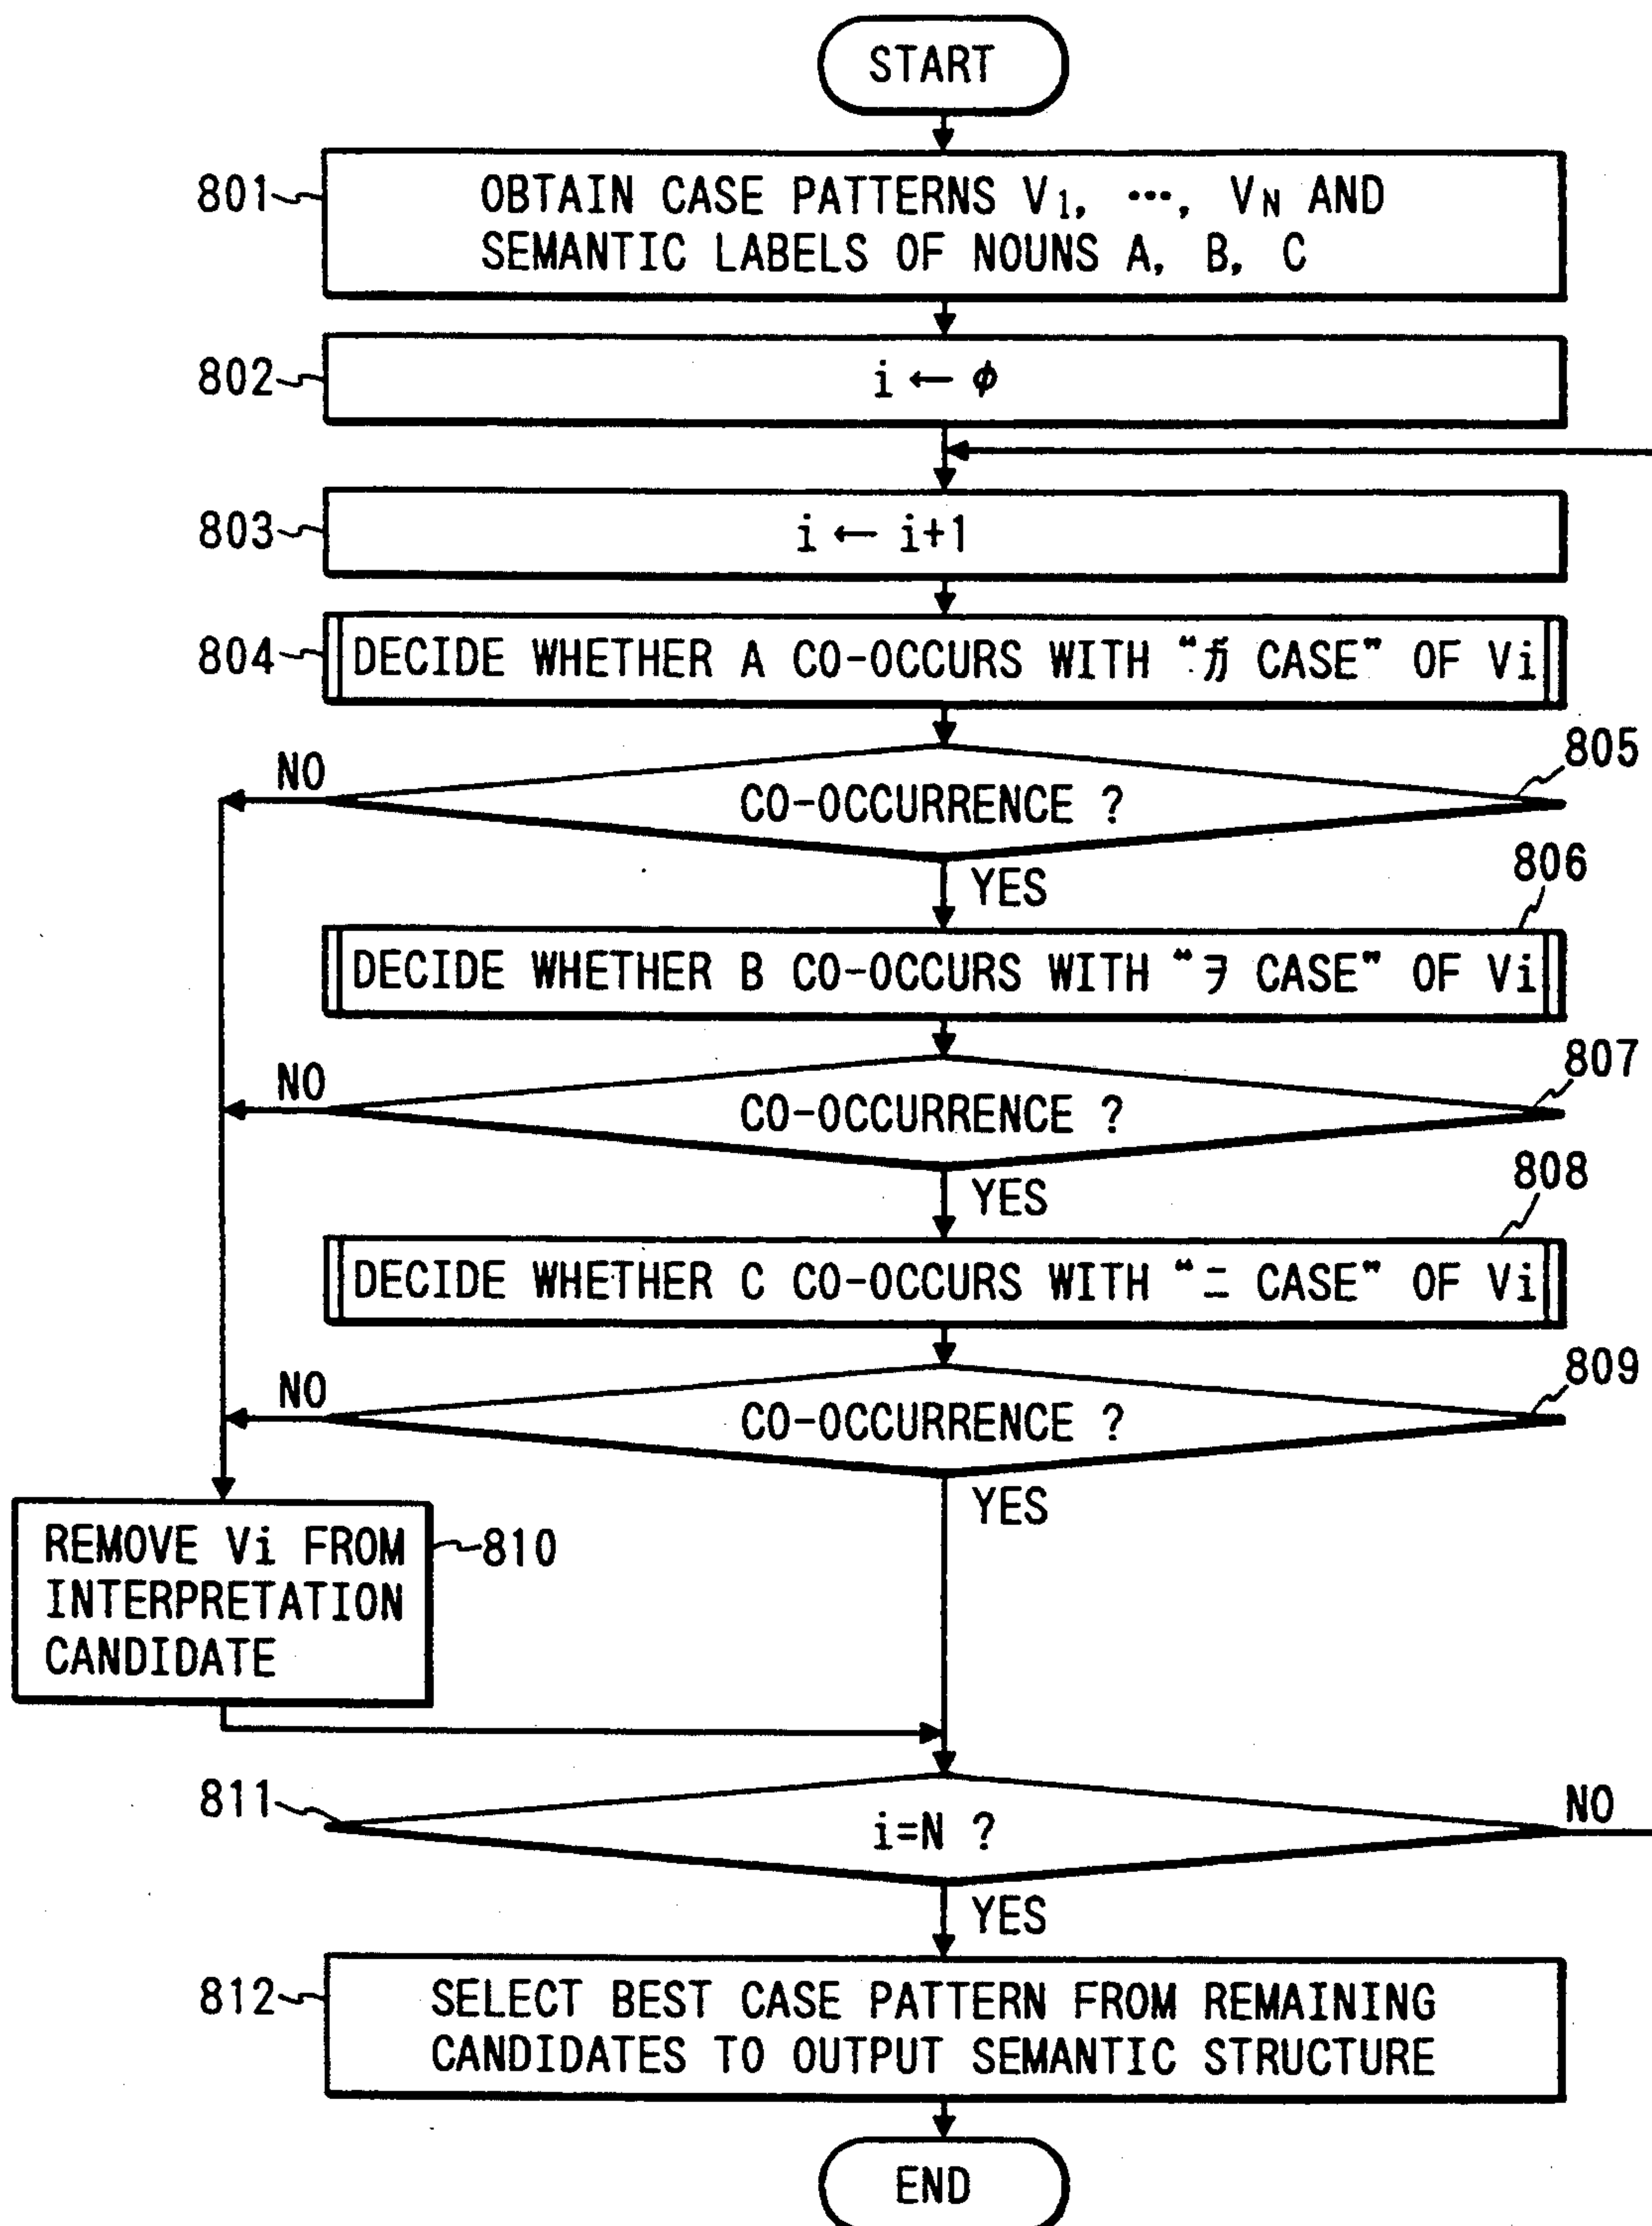 START
801
OBTAIN CASE PATTERNS V1, ···, VN AND
SEMANTIC LABELS OF NOUNS A, B, C
802
i ← ϕ
803
i ← i+1
804
DECIDE WHETHER A CO-OCCURS WITH “ガ CASE” OF Vi
805
NO
CO-OCCURRENCE ?
YES
806
DECIDE WHETHER B CO-OCCURS WITH “ヲ CASE” OF Vi
807
NO
CO-OCCURRENCE ?
YES
808
DECIDE WHETHER C CO-OCCURS WITH “ニ CASE” OF Vi
809
NO
CO-OCCURRENCE ?
YES
REMOVE Vi FROM
INTERPRETATION
CANDIDATE
810
811
i=N ?
NO
YES
812
SELECT BEST CASE PATTERN FROM REMAINING
CANDIDATES TO OUTPUT SEMANTIC STRUCTURE
END